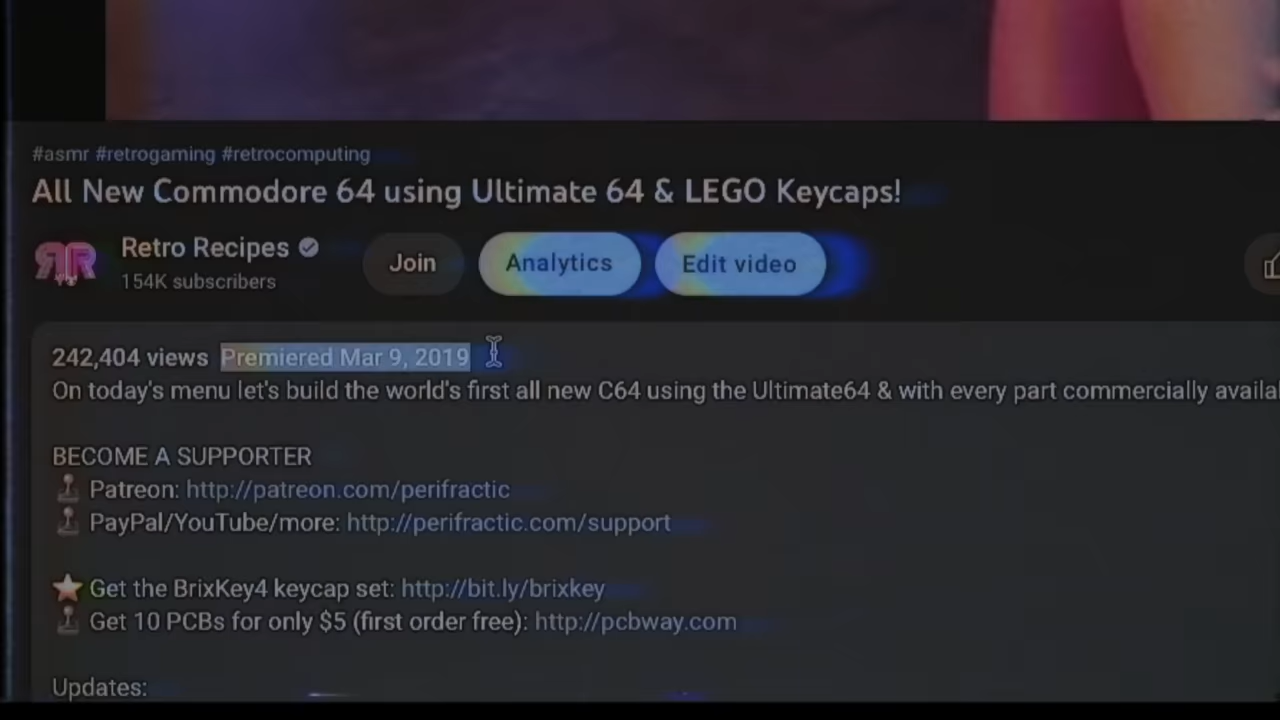 #asmr #retrogaming #retrocomputing
All New Commodore 64 using Ultimate 64 & LEGO Keycaps!
Retro Recipes
154K subscribers
Join
Analytics
Edit video
242,404 views Premiered Mar 9, 2019
On today's menu let's build the world's first all new C64 using the Ultimate64 & with every part commercially availa
BECOME A SUPPORTER
Patreon: http://patreon.com/perifractic
PayPal/YouTube/more: http://perifractic.com/support
Get the BrixKey4 keycap set: http://bit.ly/brixkey
Get 10 PCBs for only $5 (first order free): http://pcbway.com
Updates: